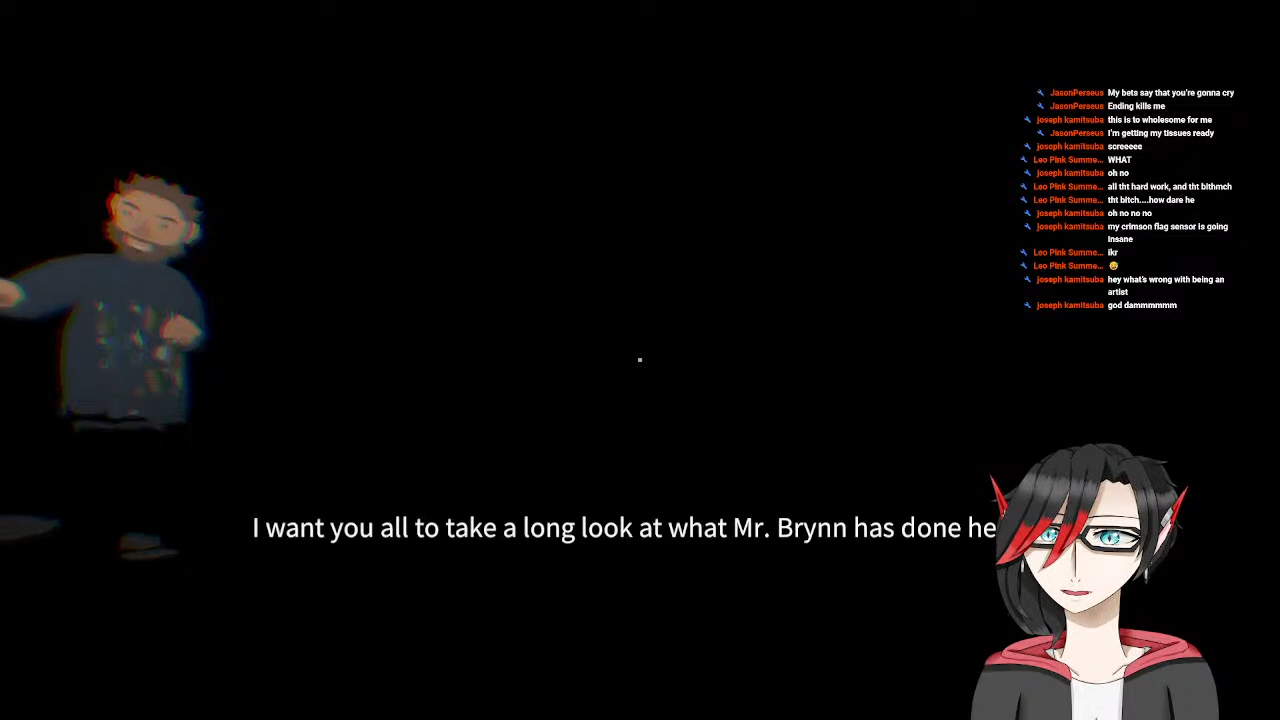 JasonPerseus My bets say that you're gonna cry
JasonPerseus Ending kills me
joseph kamitsuba this is to wholesome for me
JasonPerseus I'm getting my tissues ready
joseph kamitsuba screeeee
Leo Pink Summe... WHAT
joseph kamitsuba oh no
Leo Pink Summe... all tht hard work, and tht bithmch
Leo Pink Summe... tht bitch....how dare he
joseph kamitsuba oh no no no
joseph kamitsuba my crimson flag sensor is going
insane
Leo Pink Summe... ikr
Leo Pink Summe... 😅
joseph kamitsuba hey what's wrong with being an
artist
joseph kamitsuba god dammmmmm
I want you all to take a long look at what Mr. Brynn has done he